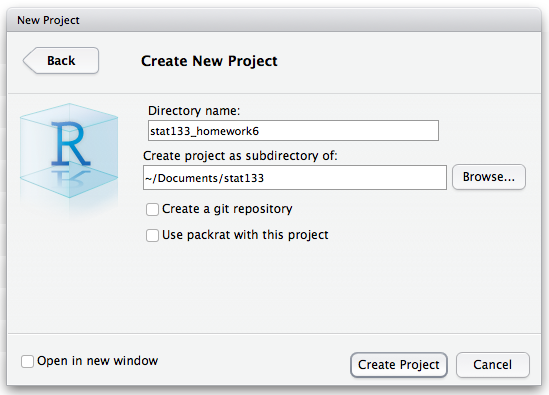 New Project
Back
Create New Project
Directory name:
stat133_homework6
Create project as subdirectory of:
~/Documents/stat133
Browse...
Create a git repository
Use packrat with this project
R
Open in new window
Create Project
Cancel